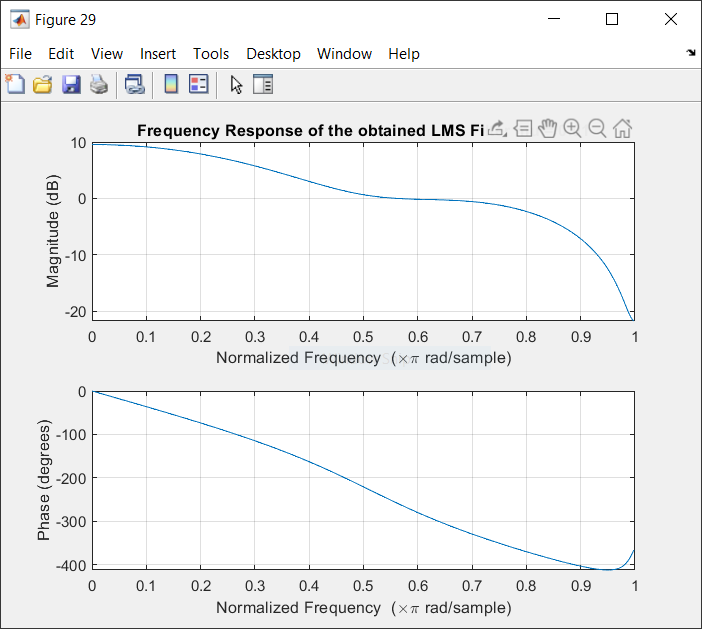 Figure 29
File Edit View Insert Tools Desktop Window Help
Frequency Response of the obtained LMS Fi
Magnitude (dB)
10
0
-10
-20
0 0.1 0.2 0.3 0.4 0.5 0.6 0.7 0.8 0.9 1
Normalized Frequency (×π rad/sample)
Phase (degrees)
0
-100
-200
-300
-400
0 0.1 0.2 0.3 0.4 0.5 0.6 0.7 0.8 0.9 1
Normalized Frequency (×π rad/sample)